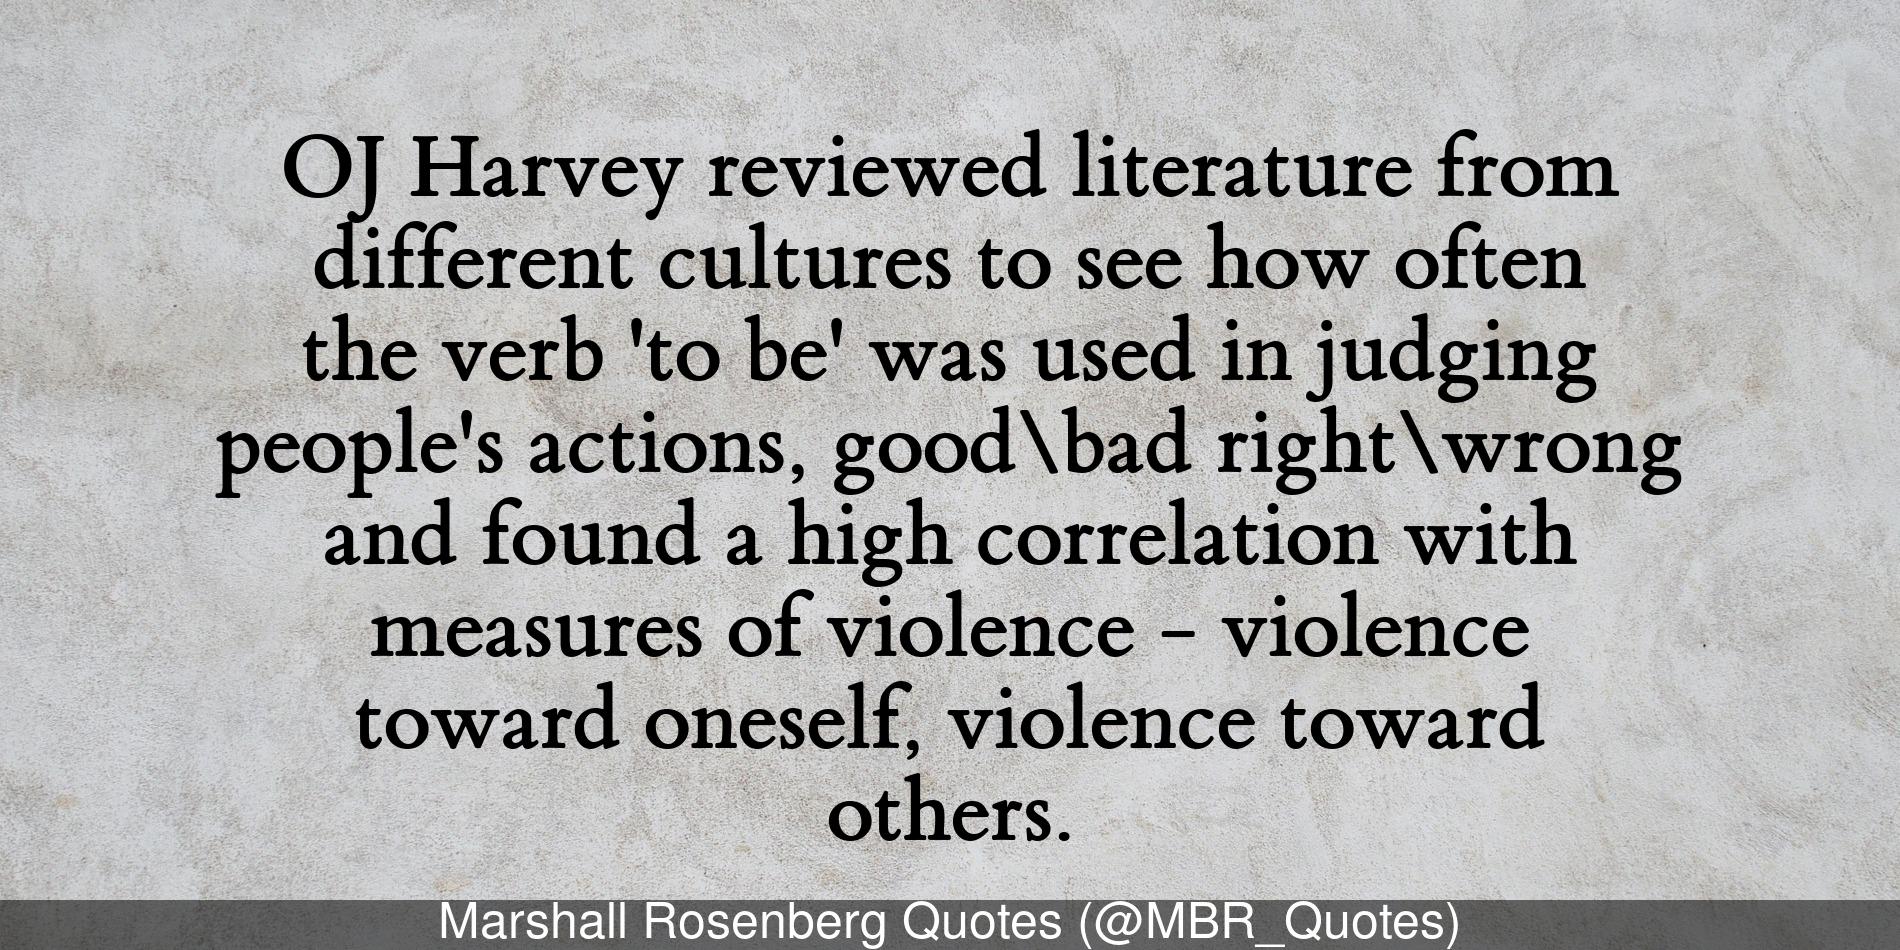 OJ Harvey reviewed literature from
different cultures to see how often
the verb 'to be' was used in judging
people's actions, good\bad right\wrong
and found a high correlation with
measures of violence - violence
toward oneself, violence toward
others.
Marshall Rosenberg Quotes (@MBR_Quotes)